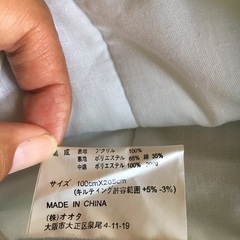 組成 表地 アクリル 100%
裏地 ポリエステル 65% 綿 35%
中綿 ポリエステル 100%
サイズ 100cmX205cm
(キルティング許容範囲 +5% -3%)
MADE IN CHINA
(株)オオタ
大阪市大正区泉尾4-11-19